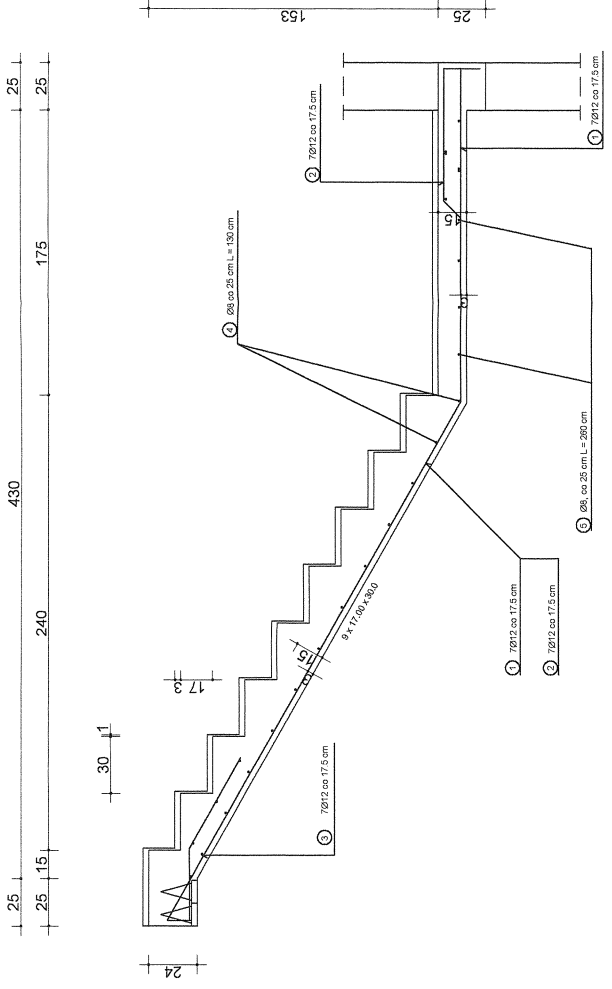 25 430 25
25 15 240 175 25
30 1
24
17 3
4 Ø8 co 25 cm L = 130 cm
2 7Ø12 co 17.5 cm
153
25
15
15
9 x 17.00 x 30.0
3 7Ø12 co 17.5 cm
1 7Ø12 co 17.5 cm
2 7Ø12 co 17.5 cm
5 Ø8, co 25 cm L = 260 cm
1 7Ø12 co 17.5 cm